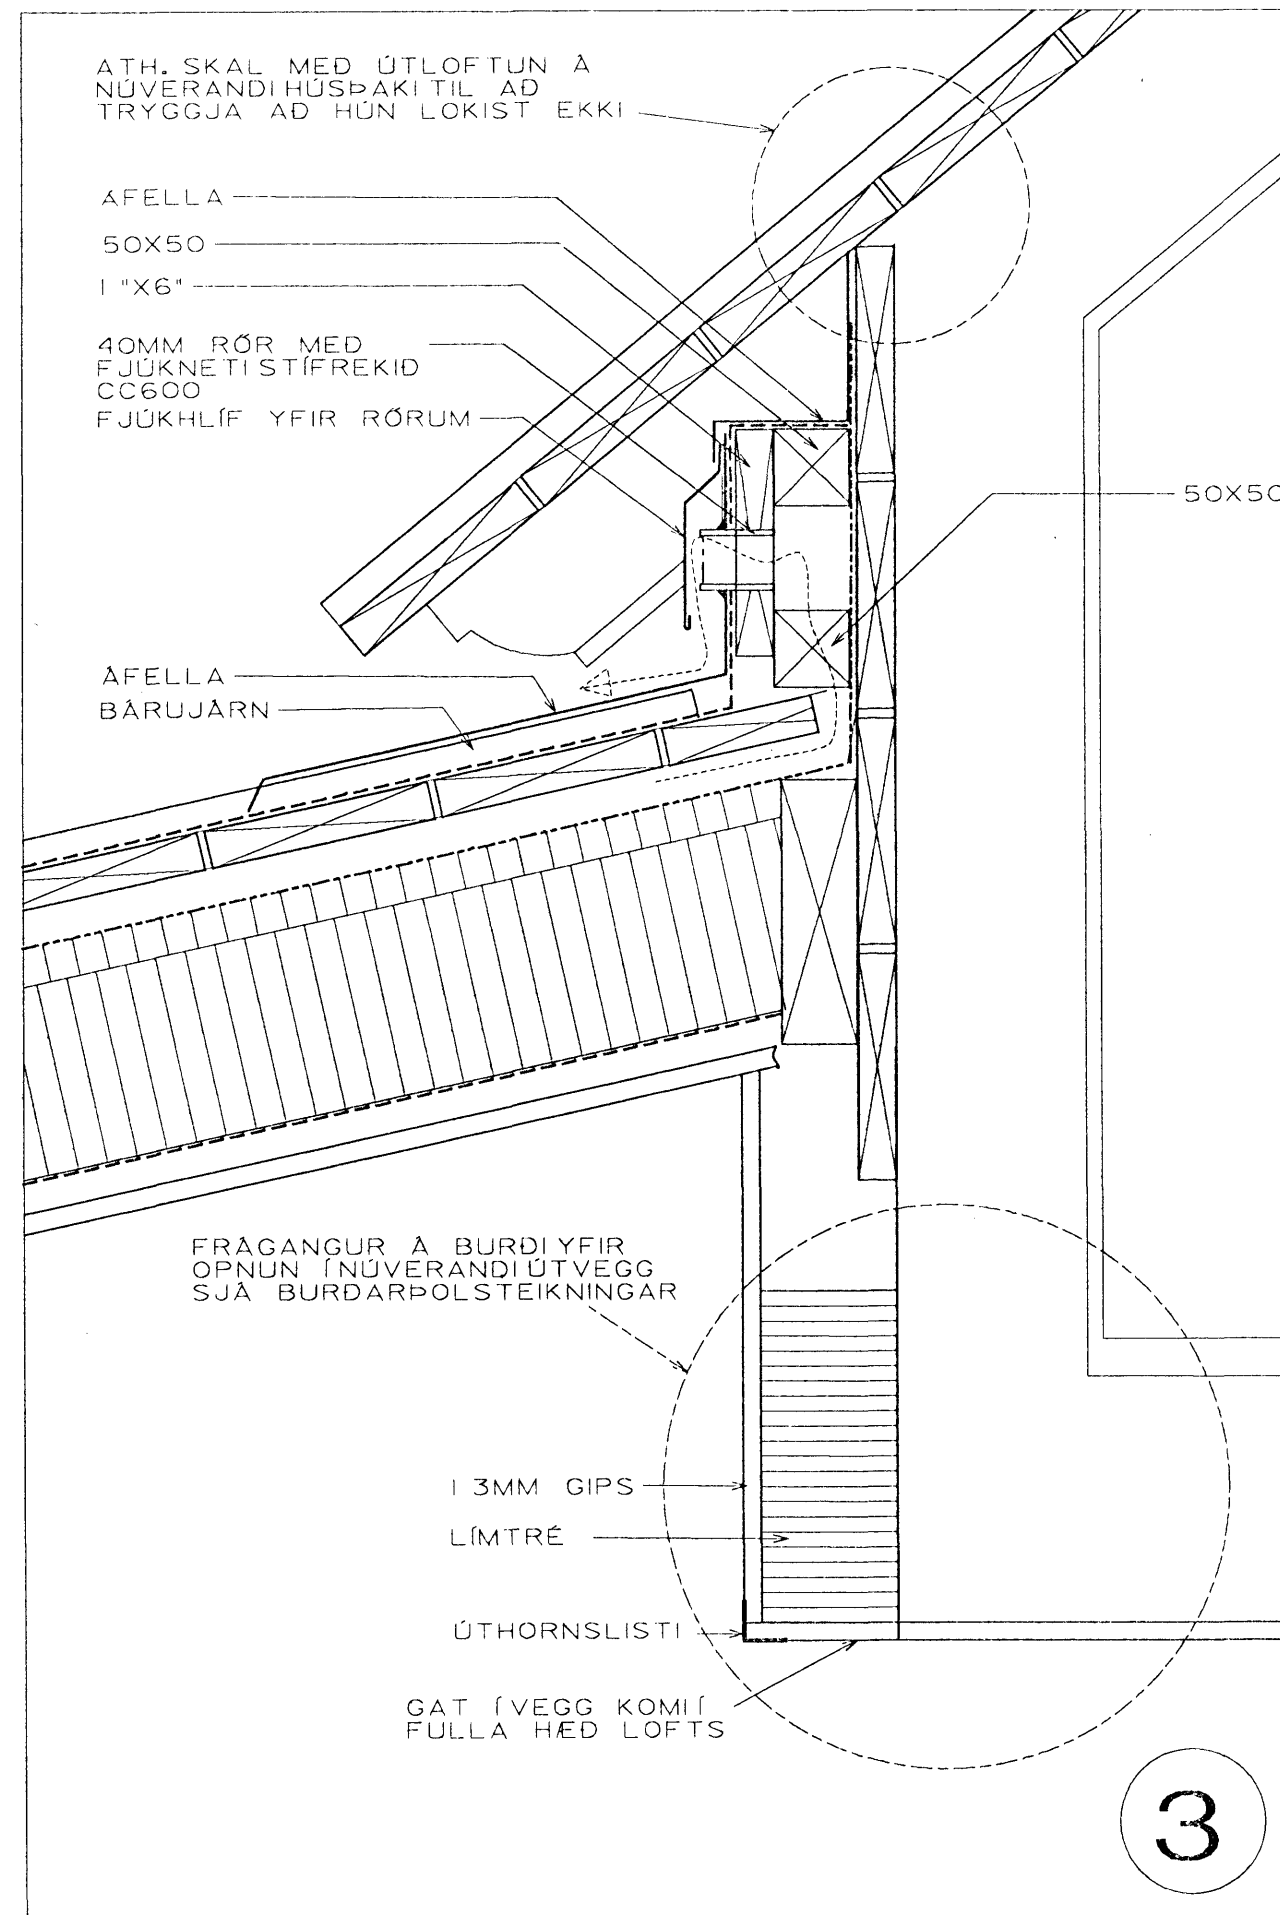 ATH. SKAL MEÐ ÚTLOFTUN Á
NÚVERANDI HÚSÞAKI TIL AÐ
TRYGGJA AÐ HÚN LOKIST EKKI
ÁFELLA
50X50
1"X6"
40MM RÖR MEÐ
FJÚKNETI STÍFREKIÐ
CC600
FJÚKHLÍF YFIR RÖRUM
50X50
ÁFELLA
BÁRUJÁRN
FRÁGANGUR Á BURÐI YFIR
OPNUN Í NÚVERANDI ÚTVEGG
SJÁ BURÐARÞOLSTEIKNINGAR
13MM GIPS
LÍMTRÉ
ÚTHORNSLISTI
GAT Í VEGG KOMI Í
FULLA HÆÐ LOFTS
3